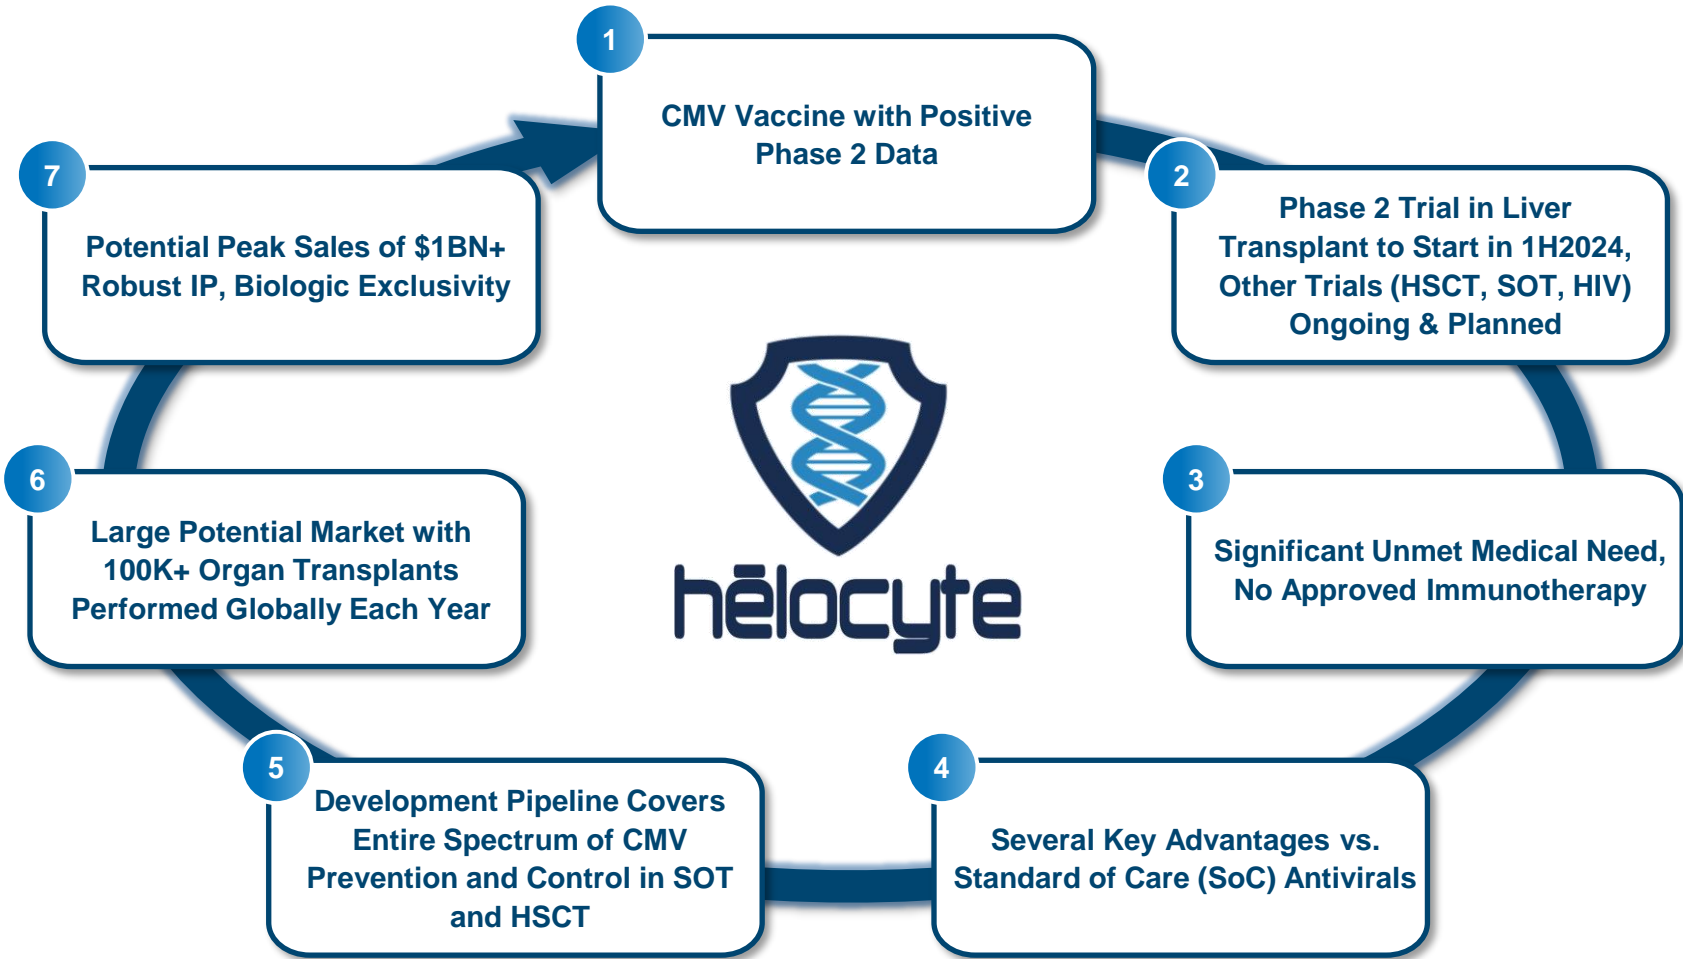 1
CMV Vaccine with Positive
Phase 2 Data
2
Phase 2 Trial in Liver
Transplant to Start in 1H2024,
Other Trials (HSCT, SOT, HIV)
Ongoing & Planned
3
Significant Unmet Medical Need,
No Approved Immunotherapy
4
Several Key Advantages vs.
Standard of Care (SoC) Antivirals
5
Development Pipeline Covers
Entire Spectrum of CMV
Prevention and Control in SOT
and HSCT
6
Large Potential Market with
100K+ Organ Transplants
Performed Globally Each Year
7
Potential Peak Sales of $1BN+
Robust IP, Biologic Exclusivity
hēlocyte